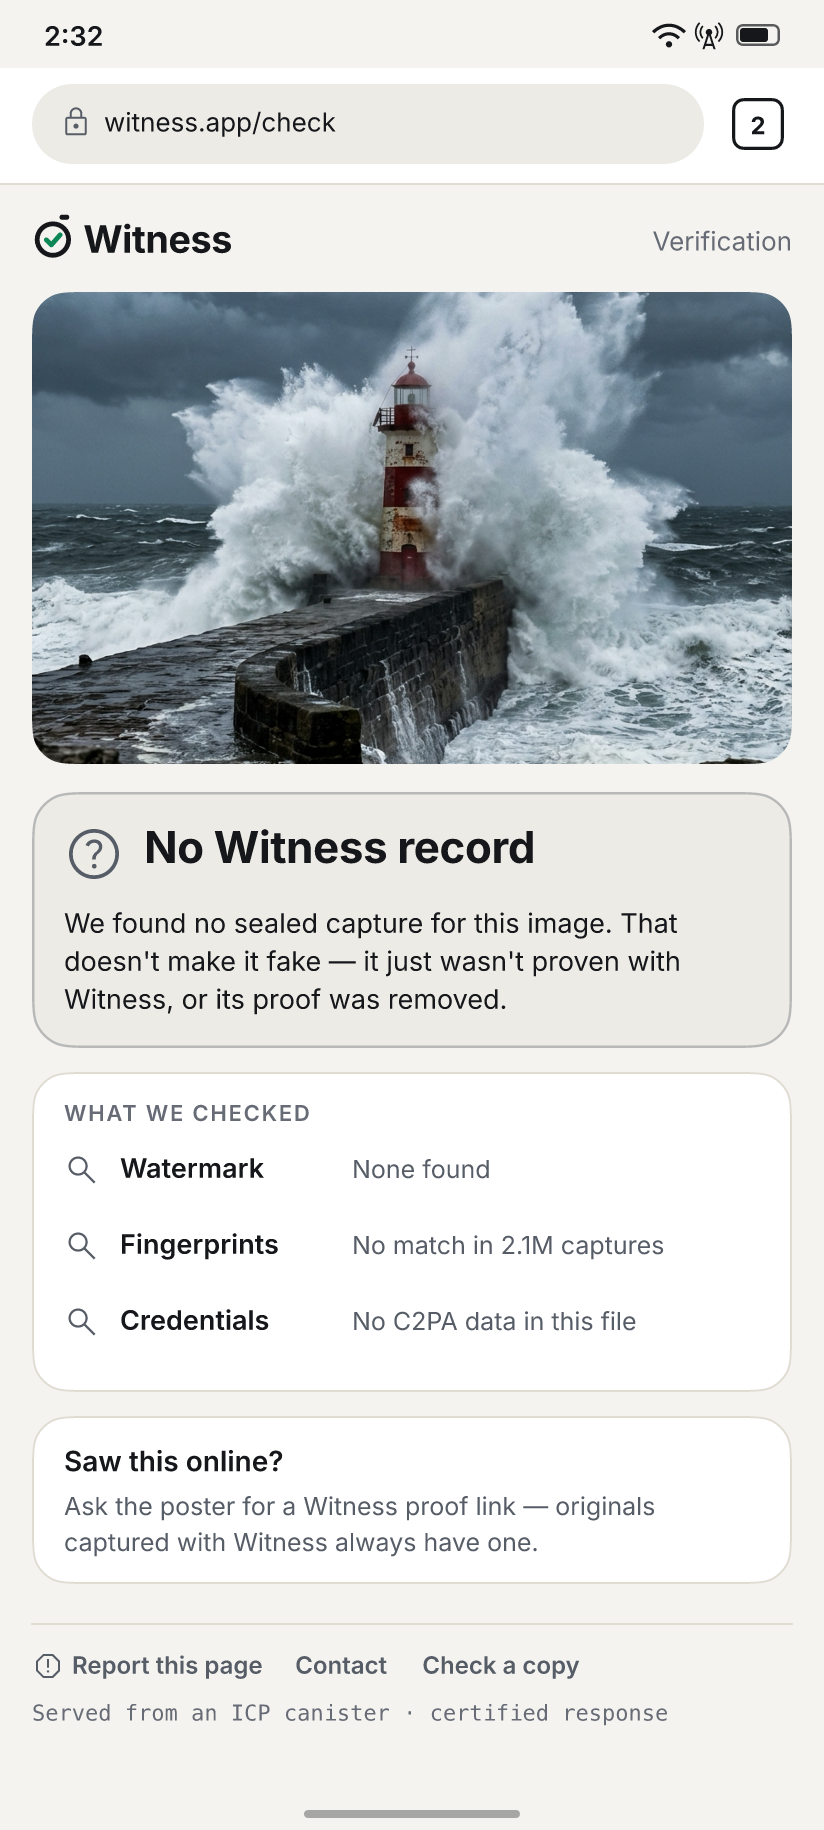 2:32
witness.app/check
2
Witness
Verification
No Witness record
We found no sealed capture for this image. That
doesn't make it fake — it just wasn't proven with
Witness, or its proof was removed.
WHAT WE CHECKED
Watermark None found
Fingerprints No match in 2.1M captures
Credentials No C2PA data in this file
Saw this online?
Ask the poster for a Witness proof link — originals
captured with Witness always have one.
Report this page Contact Check a copy
Served from an ICP canister · certified response